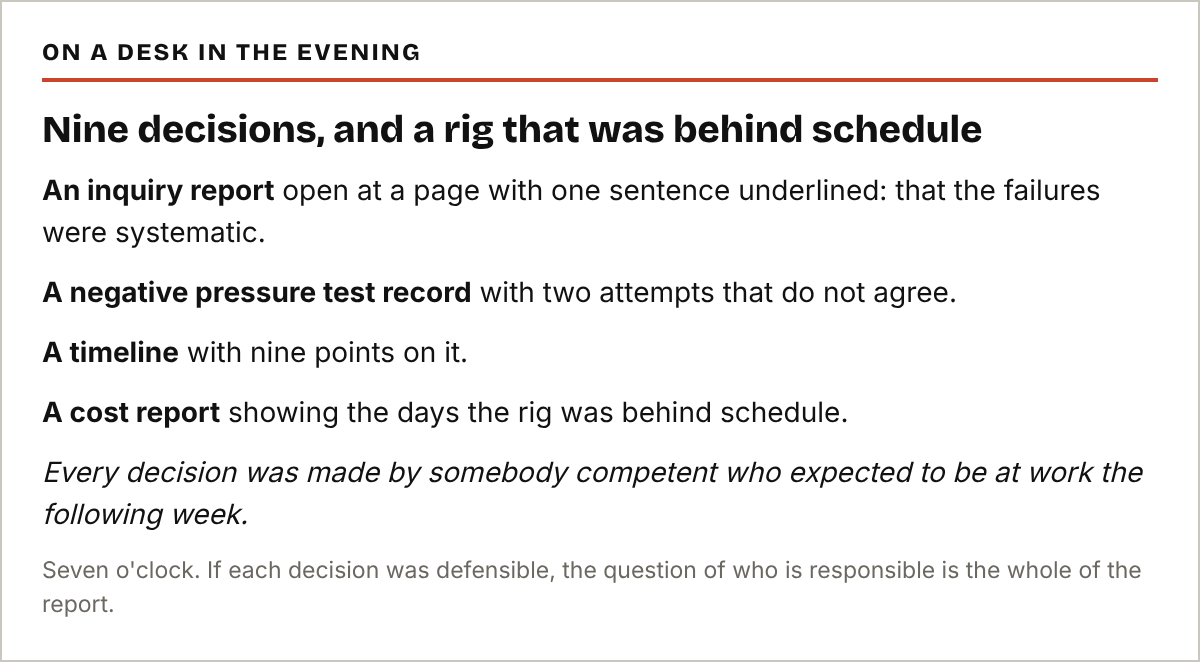 ON A DESK IN THE EVENING
Nine decisions, and a rig that was behind schedule
An inquiry report open at a page with one sentence underlined: that the failures
were systematic.
A negative pressure test record with two attempts that do not agree.
A timeline with nine points on it.
A cost report showing the days the rig was behind schedule.
Every decision was made by somebody competent who expected to be at work the
following week.
Seven o'clock. If each decision was defensible, the question of who is responsible is the whole of the
report.